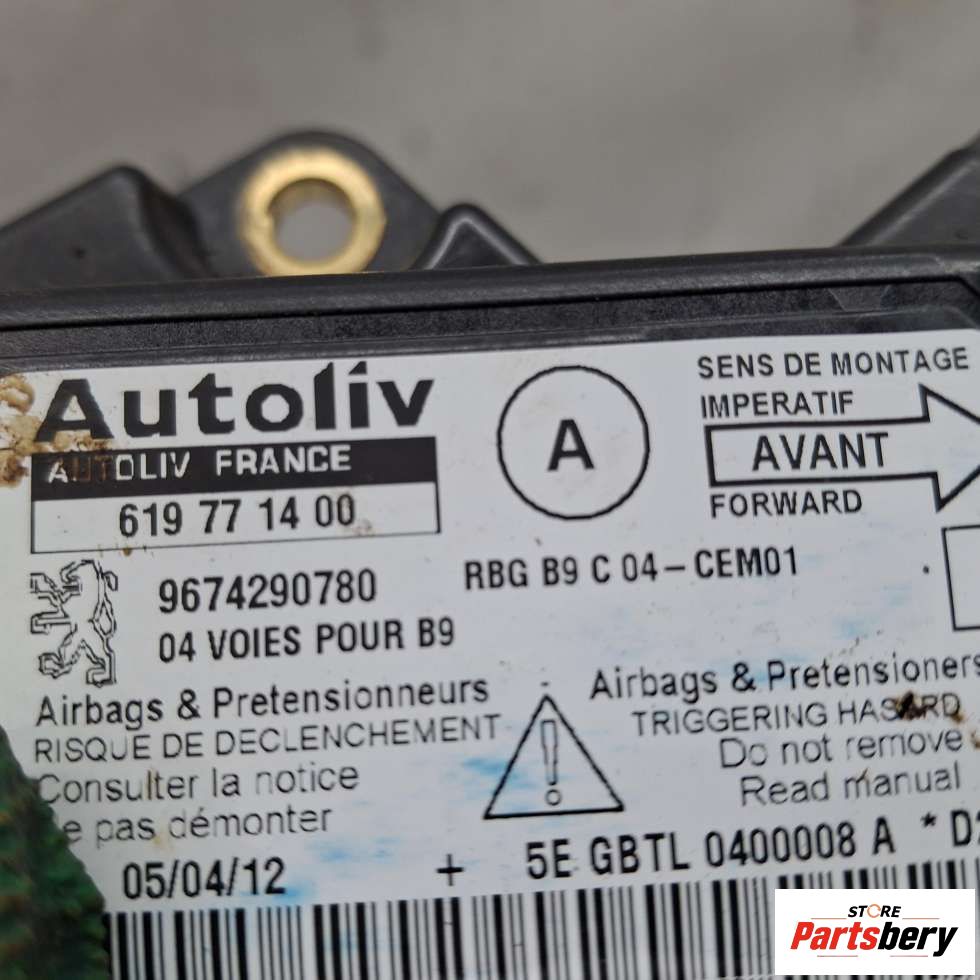 Autoliv
AUTOLIV FRANCE
619 77 14 00
A
SENS DE MONTAGE
IMPERATIF
AVANT
FORWARD
9674290780
RBG B9 C 04-CEM01
04 VOIES POUR B9
Airbags & Pretensionneurs
RISQUE DE DECLENCHEMENT
Consulter la notice
pas démonter
Airbags & Pretensioners
TRIGGERING HASARD
Do not remove
Read manual
!
05/04/12 + 5E GBTL 0400008 A *
STORE
Partsbery